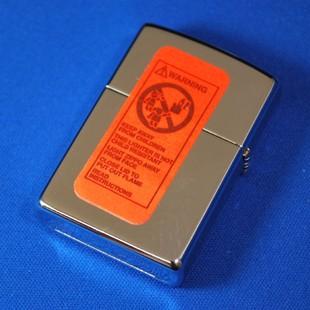 ⚠WARNING
KEEP AWAY
FROM CHILDREN
THIS LIGHTER IS NOT
CHILD RESISTANT
LIGHT ZIPPO AWAY
FROM FACE
CLOSE LID TO
PUT OUT FLAME
READ
INSTRUCTIONS